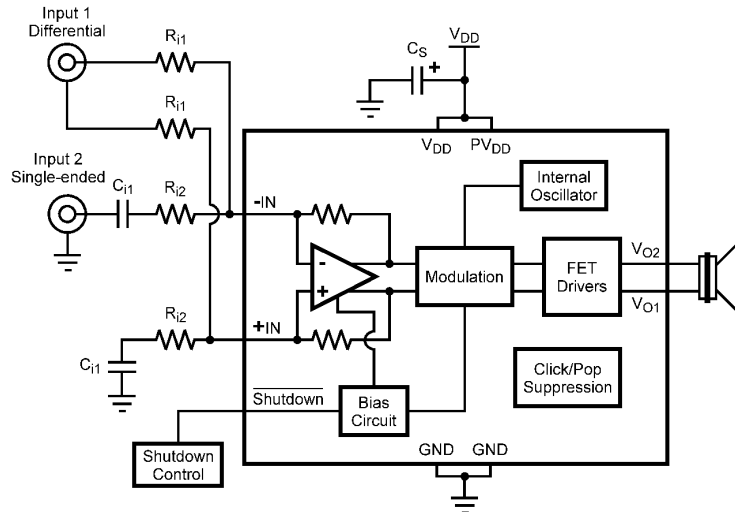 Input 1
Differential
Ri1
Ri1
Input 2
Single-ended
Ci1
Ri2
Ri2
Ci1
CS
+
VDD
VDD
PVDD
-IN
+IN
-
+
Internal
Oscillator
Modulation
FET
Drivers
VO2
VO1
Click/Pop
Suppression
Shutdown
Bias
Circuit
Shutdown
Control
GND
GND